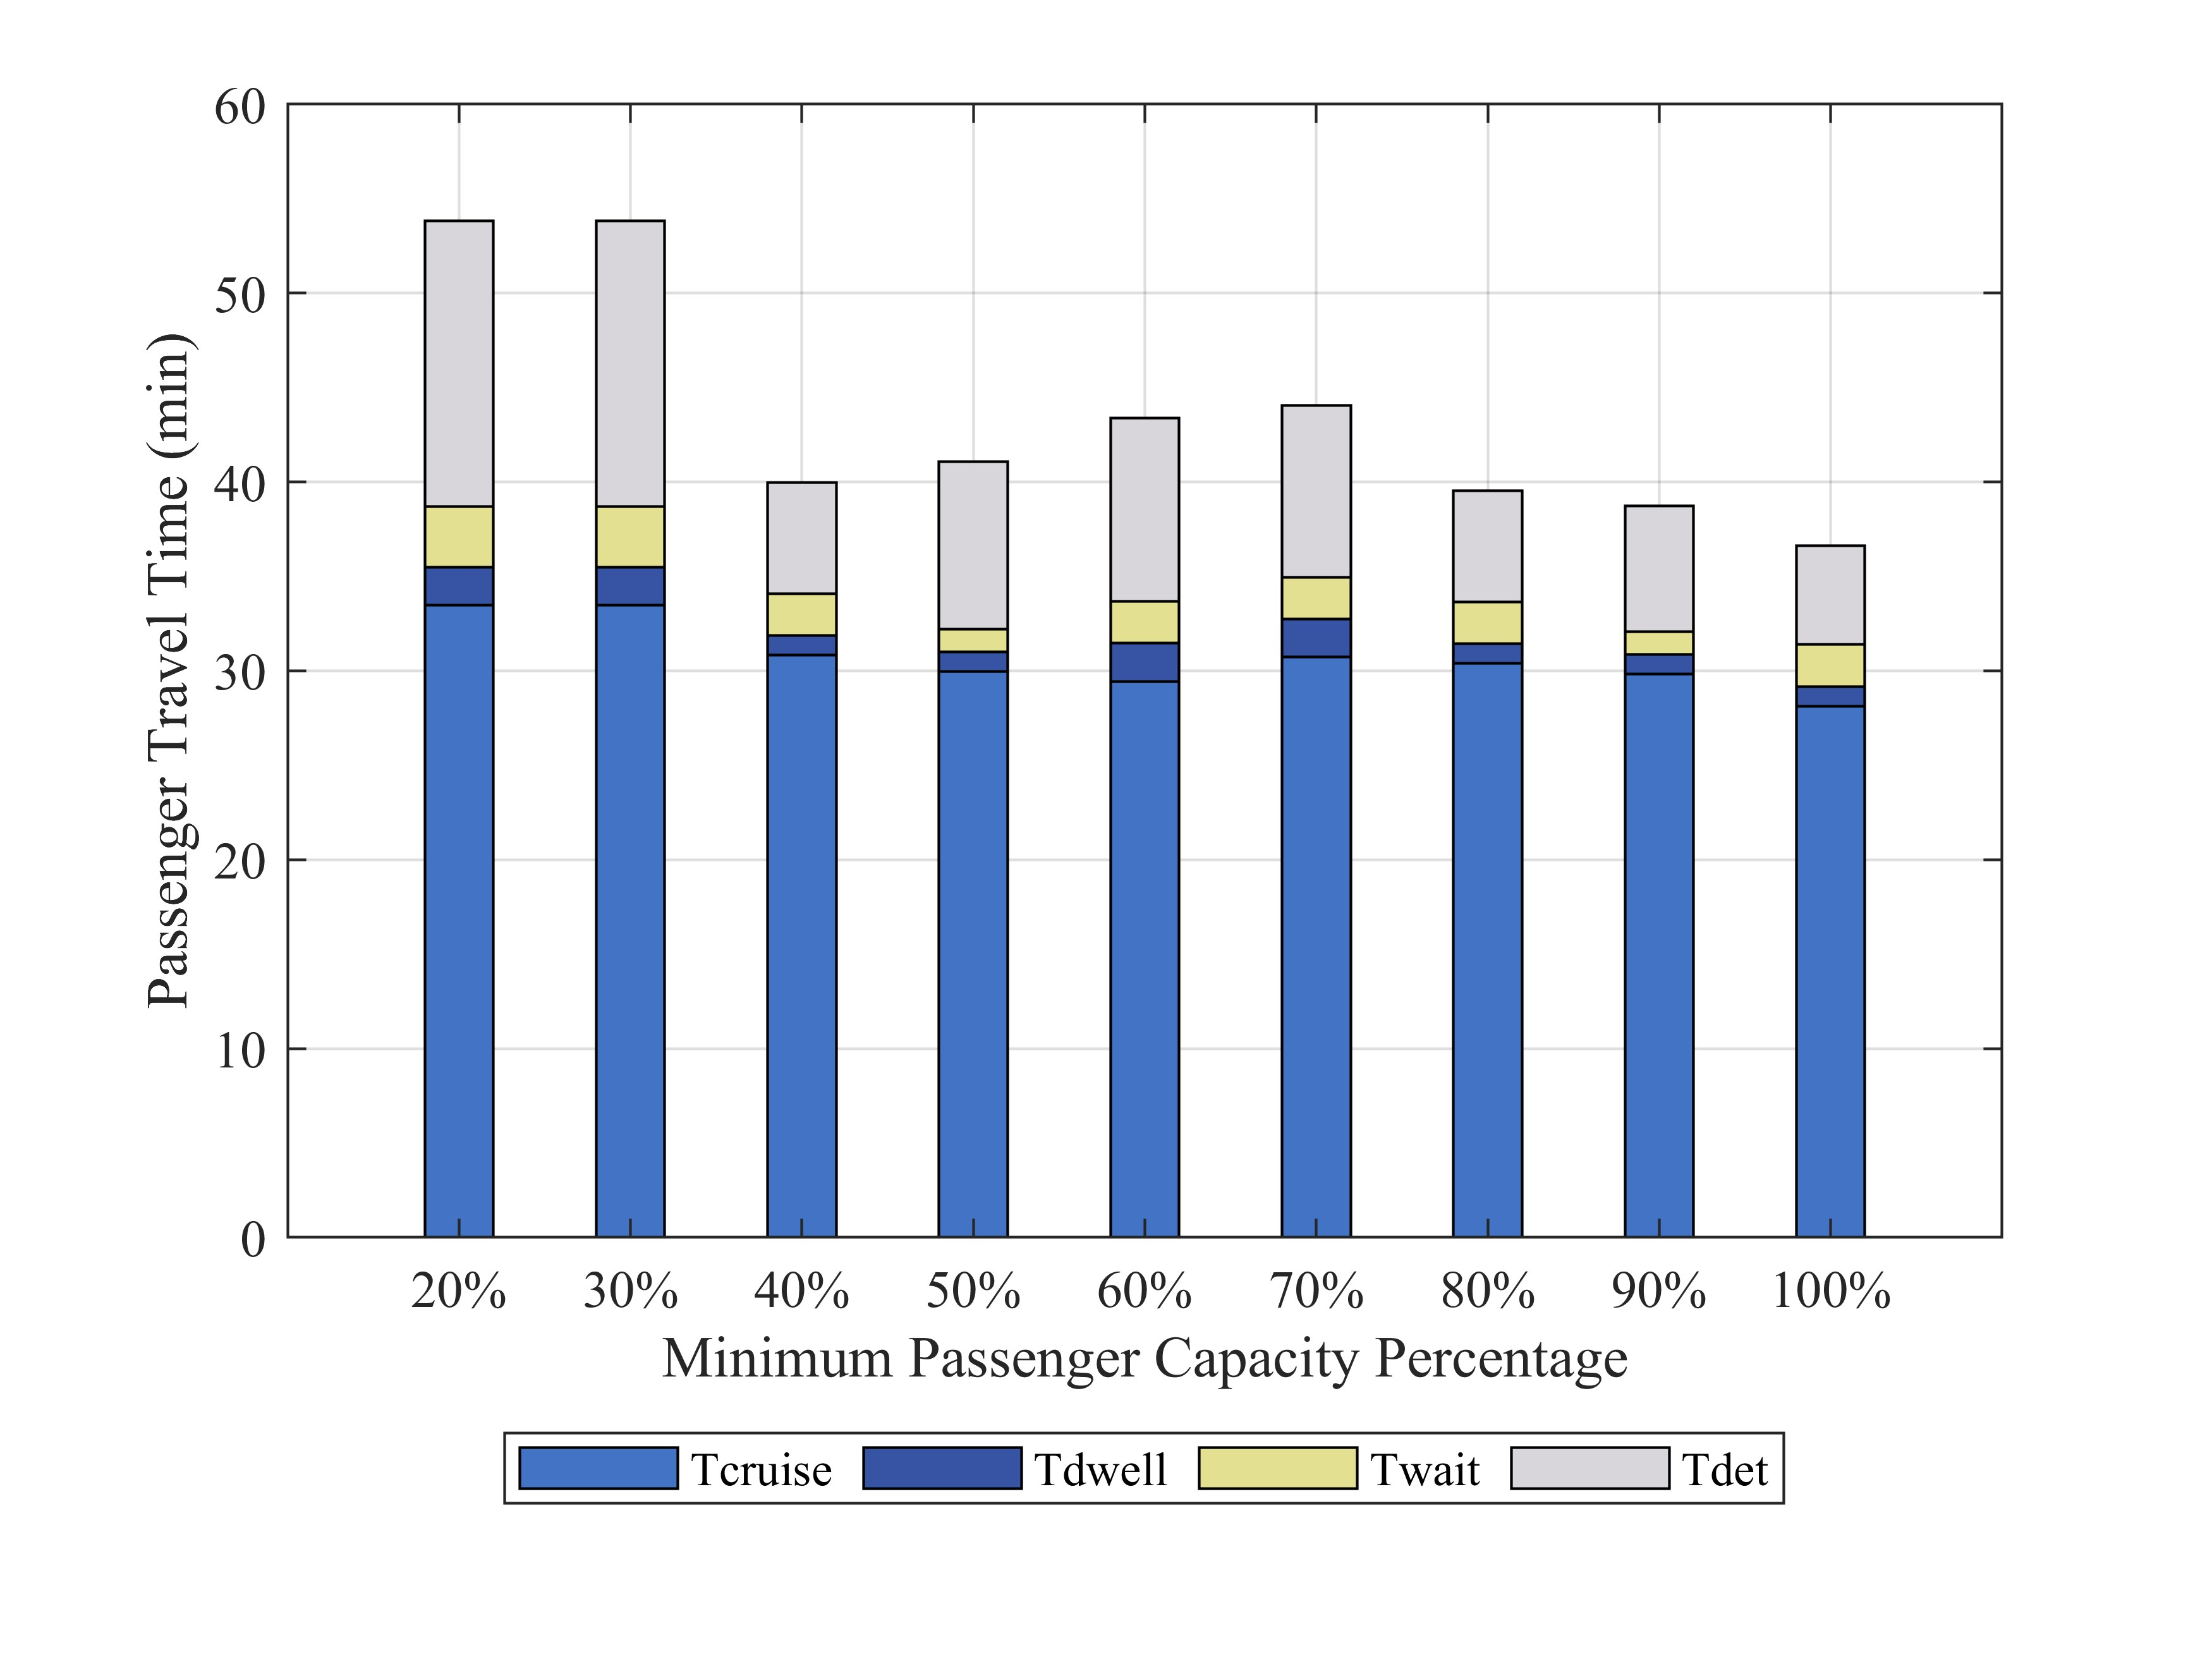 Passenger Travel Time (min)
60
50
40
30
20
10
0
20% 30% 40% 50% 60% 70% 80% 90% 100%
Minimum Passenger Capacity Percentage
Tcruise Tdwell Twait Tdet